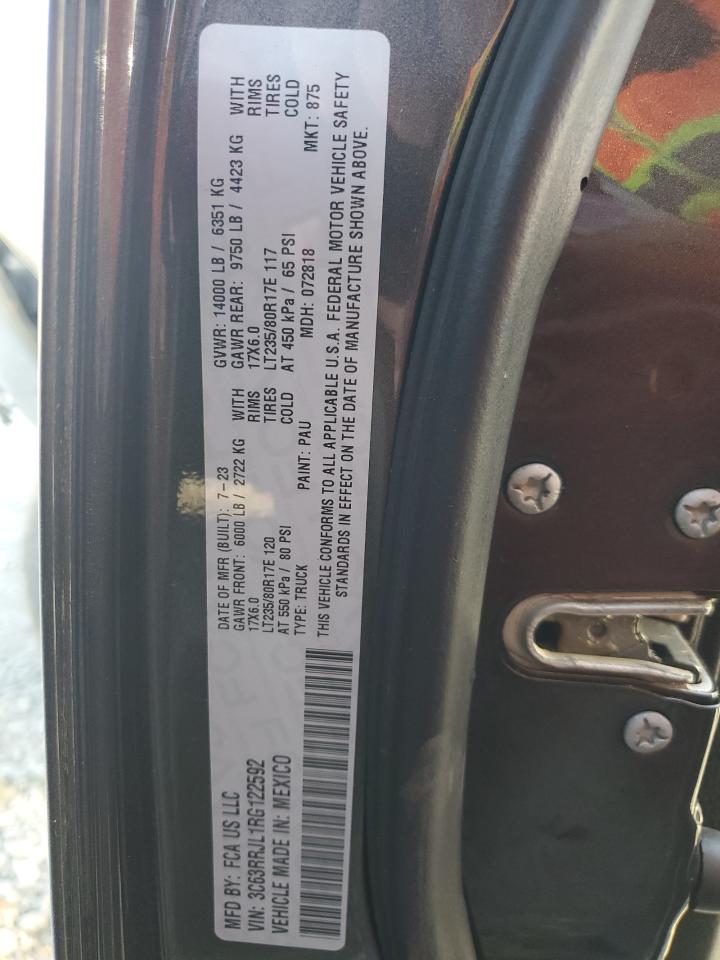 MFD BY: FCA US LLC
DATE OF MFR (BUILT): 7-23
GVWR: 14000 LB / 6351 KG
VIN: 3C63RRJL1RG122592
GAWR FRONT: 6000 LB / 2722 KG WITH
GAWR REAR: 9750 LB / 4423 KG WITH
VEHICLE MADE IN: MEXICO
17X6.0 RIMS
17X6.0 RIMS
LT235/80R17E 120 TIRES
LT235/80R17E 117 TIRES
AT 550 kPa / 80 PSI COLD
AT 450 kPa / 65 PSI COLD
TYPE: TRUCK PAINT: PAU MDH: 072818 MKT: 875
THIS VEHICLE CONFORMS TO ALL APPLICABLE U.S.A. FEDERAL MOTOR VEHICLE SAFETY
STANDARDS IN EFFECT ON THE DATE OF MANUFACTURE SHOWN ABOVE.